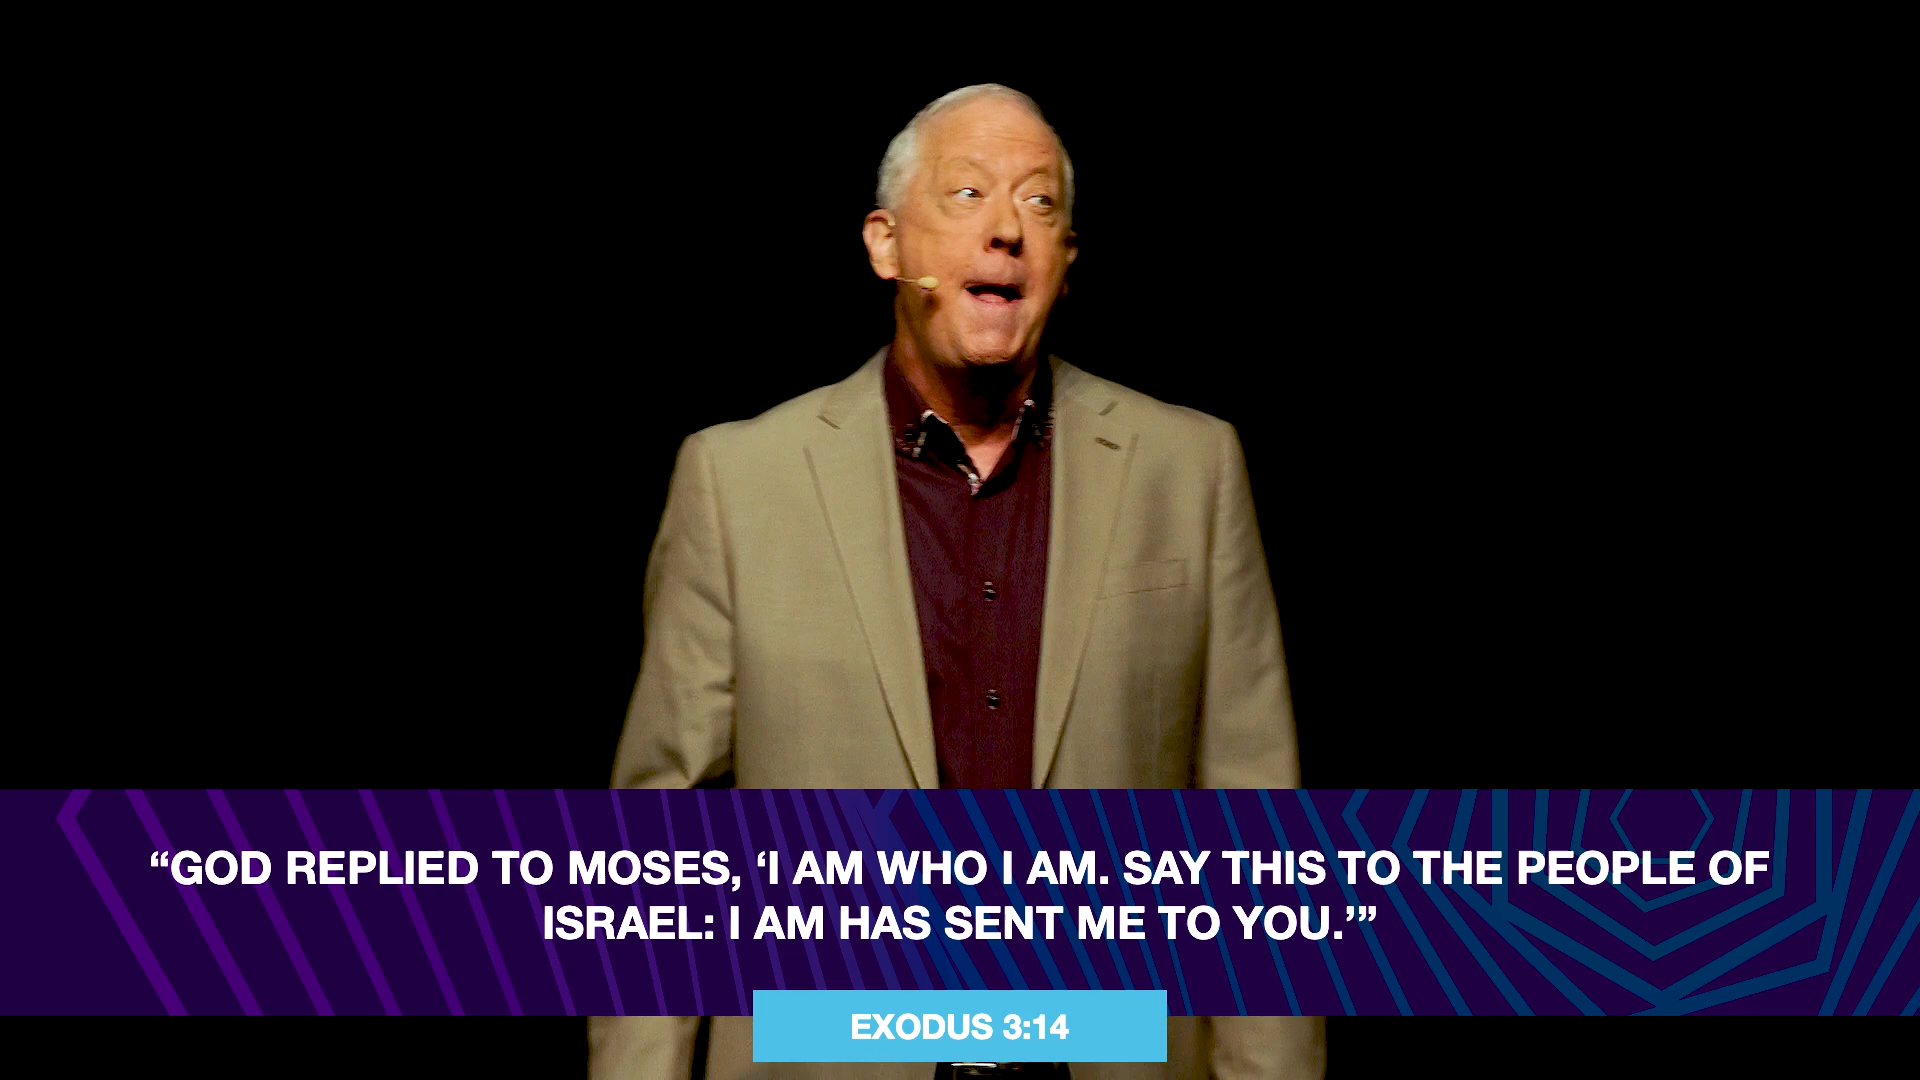 “GOD REPLIED TO MOSES, ‘I AM WHO I AM. SAY THIS TO THE PEOPLE OF
ISRAEL: I AM HAS SENT ME TO YOU.’”
EXODUS 3:14